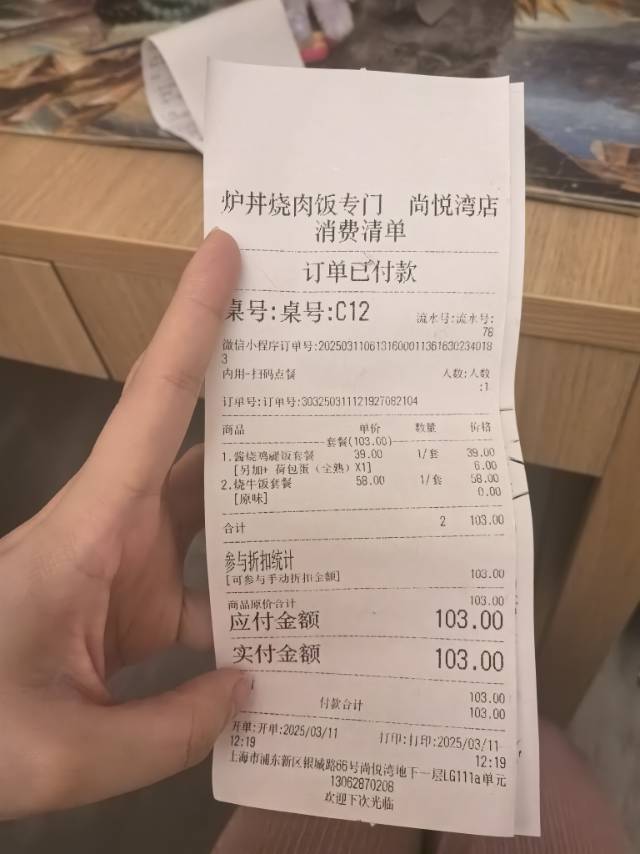 炉丼烧肉饭专门 尚悦湾店
消费清单
订单已付款
桌号:桌号:C12 流水号:流水号:
76
微信小程序订单号:2025031106131600011361630234018
3
内用-扫码点餐 人数:人数
:1
订单号:订单号:303250311121927082104
商品 单价 数量 价格
套餐(103.00)
1.酱烧鸡腿饭套餐 39.00 1/套 39.00
[另加+ 荷包蛋(全熟)X1] 6.00
2.烧牛饭套餐 58.00 1/套 58.00
[原味] 0.00
合计 2 103.00
参与折扣统计
[可参与手动折扣金额] 103.00
商品原价合计 103.00
应付金额 103.00
实付金额 103.00
103.00
付款合计 103.00
开单:开单:2025/03/11 打印:打印:2025/03/11
12:19 12:19
上海市浦东新区银城路66号尚悦湾地下一层LG111a单元
13062870208
欢迎下次光临